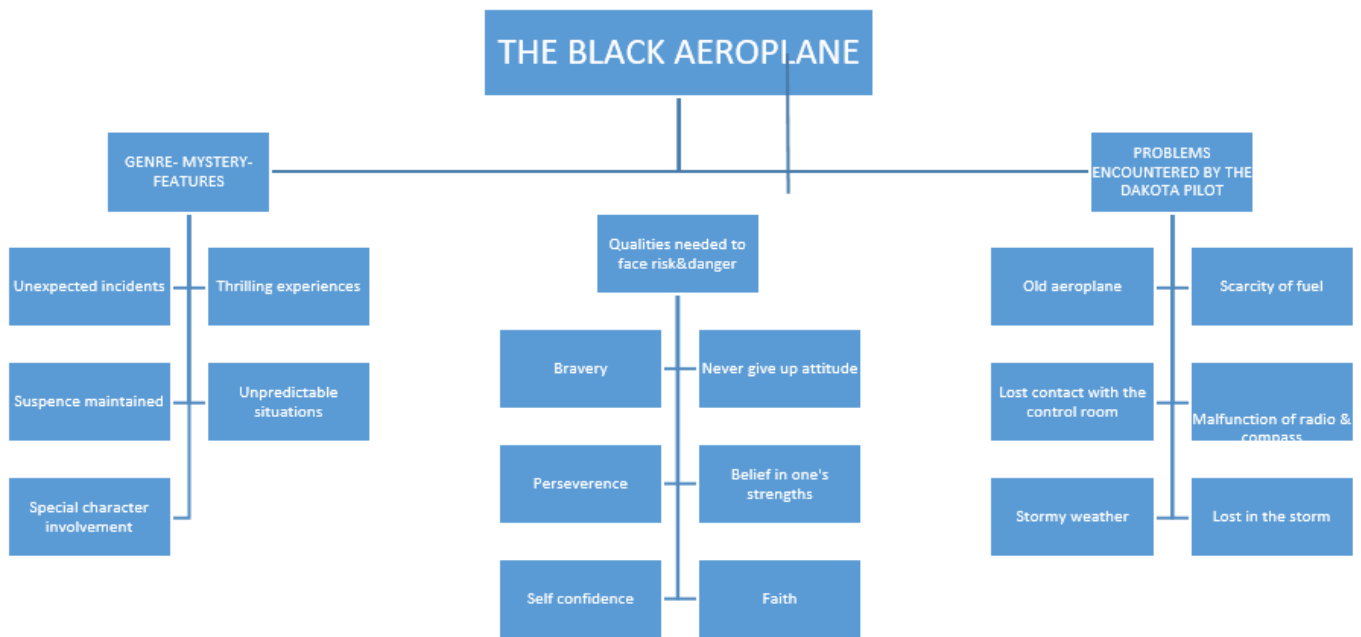 THE BLACK AEROPLANE
GENRE- MYSTERY-
FEATURES
Unexpected incidents
Thrilling experiences
Suspence maintained
Unpredictable
situations
Special character
involvement
Qualities needed to
face risk&danger
Bravery
Never give up attitude
Perseverence
Belief in one's
strengths
Self confidence
Faith
PROBLEMS
ENCOUNTERED BY THE
DAKOTA PILOT
Old aeroplane
Scarcity of fuel
Lost contact with the
control room
Malfunction of radio &
compass
Stormy weather
Lost in the storm